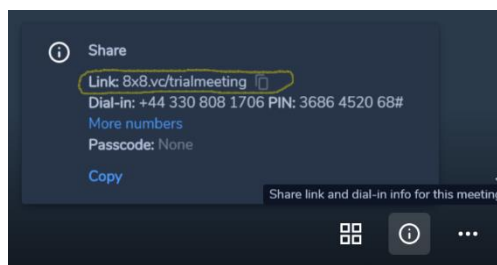 Share
Link: 8x8.vc/trialmeeting
Dial-in: +44 330 808 1706 PIN: 3686 4520 68#
More numbers
Passcode: None
Copy
Share link and dial-in info for this meeting